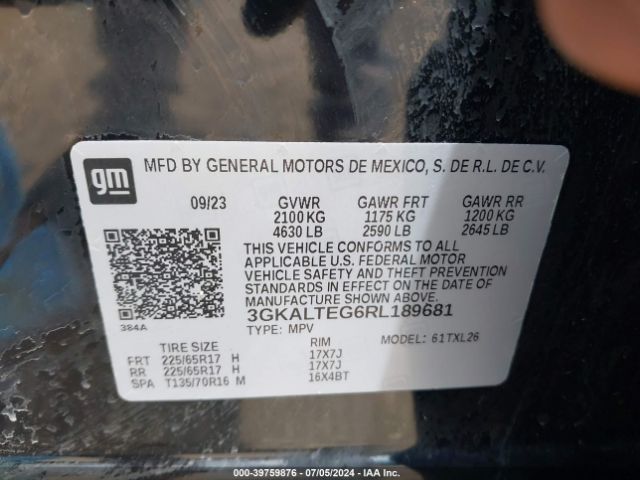 gm
MFD BY GENERAL MOTORS DE MEXICO, S. DE R.L. DE C.V.
09/23 GVWR GAWR FRT GAWR RR
2100 KG 1175 KG 1200 KG
4630 LB 2590 LB 2645 LB
THIS VEHICLE CONFORMS TO ALL
APPLICABLE U.S. FEDERAL MOTOR
VEHICLE SAFETY AND THEFT PREVENTION
STANDARDS IN EFFECT ON THE DATE OF
MANUFACTURE SHOWN ABOVE.
3GKALTEG6RL189681
384A
TYPE: MPV MODEL: 61TXL26
TIRE SIZE RIM
FRT 225/65R17 H 17X7J
RR 225/65R17 H 17X7J
SPA T135/70R16 M 16X4BT
000-39759876 - 07/05/2024 - IAA Inc.